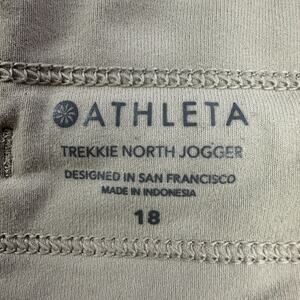 ATHLETA
TREKKIE NORTH JOGGER
DESIGNED IN SAN FRANCISCO
MADE IN INDONESIA
18